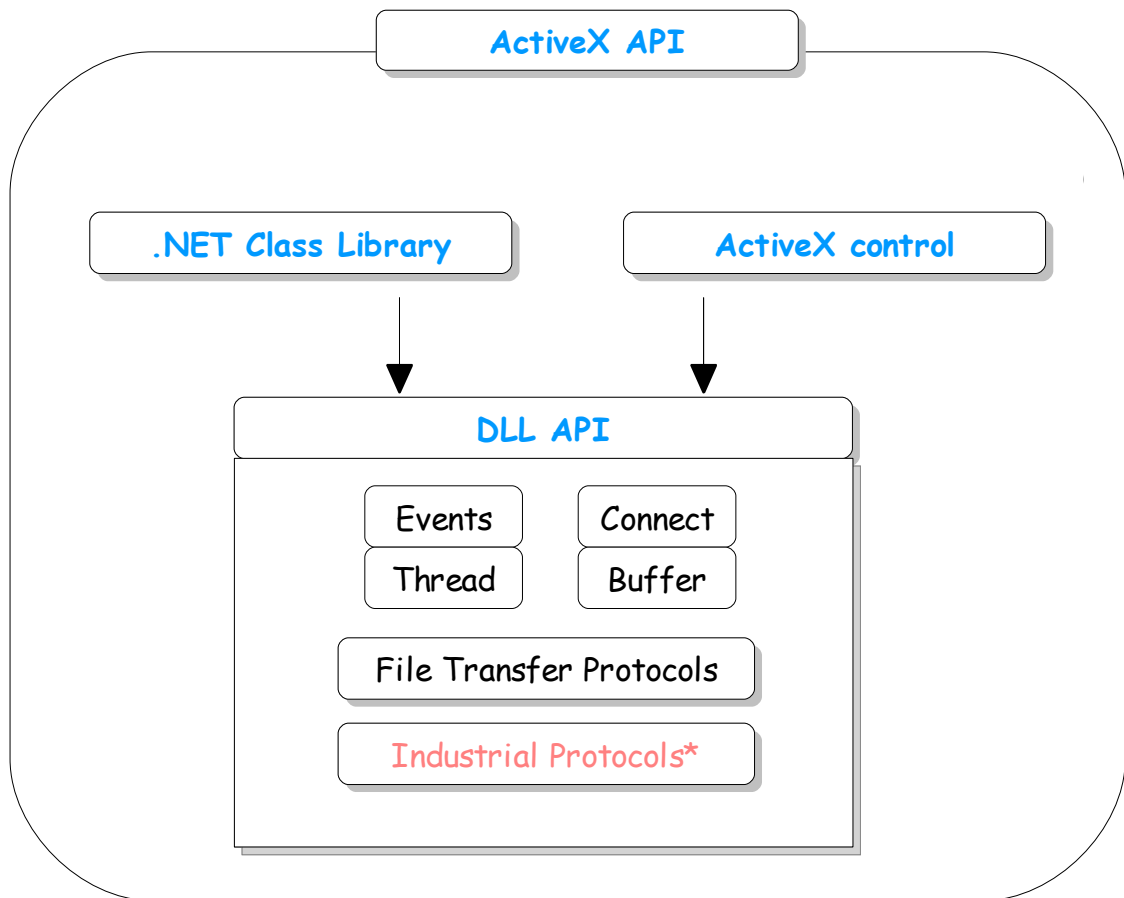 ActiveX API
.NET Class Library
ActiveX control
DLL API
Events
Connect
Thread
Buffer
File Transfer Protocols
Industrial Protocols*